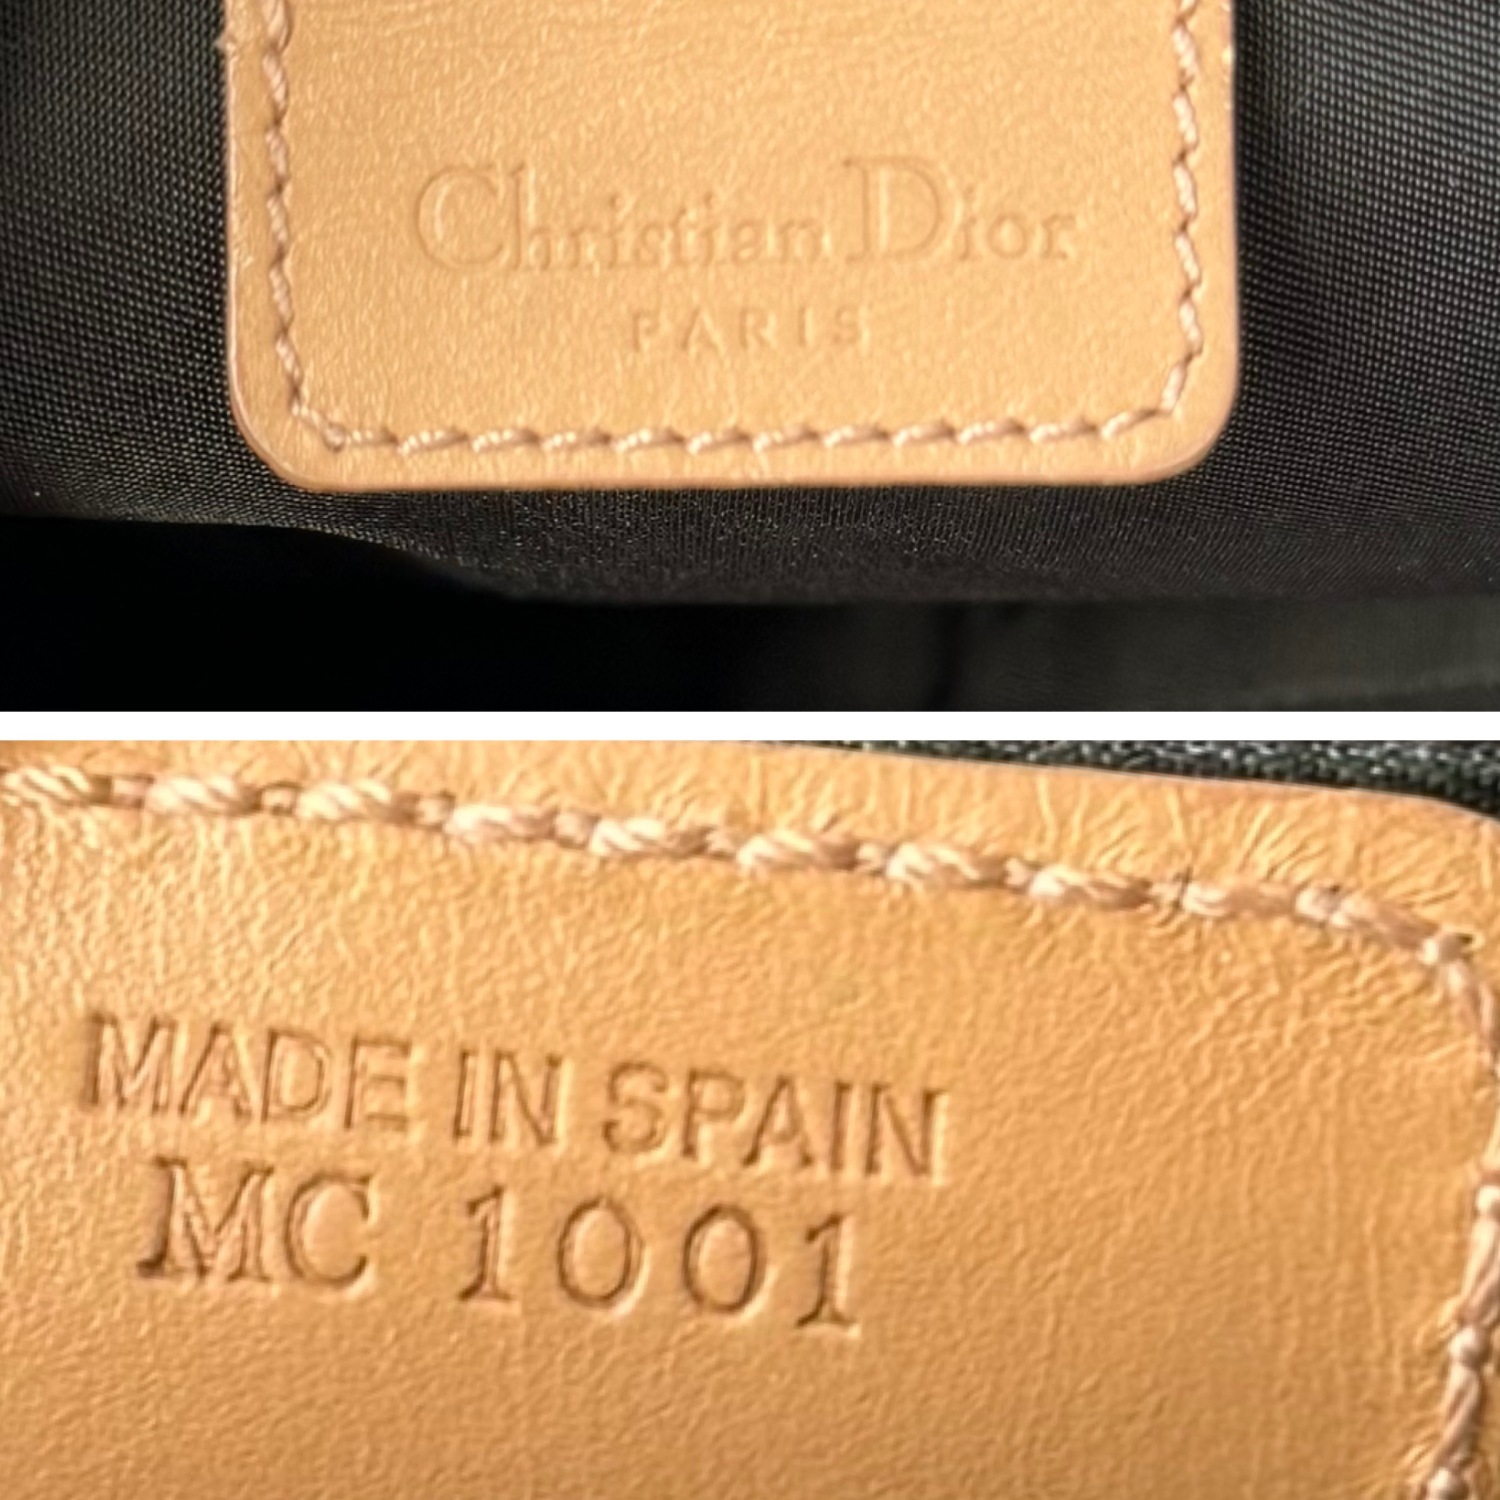 Christian Dior
PARIS
MADE IN SPAIN
MC 1001